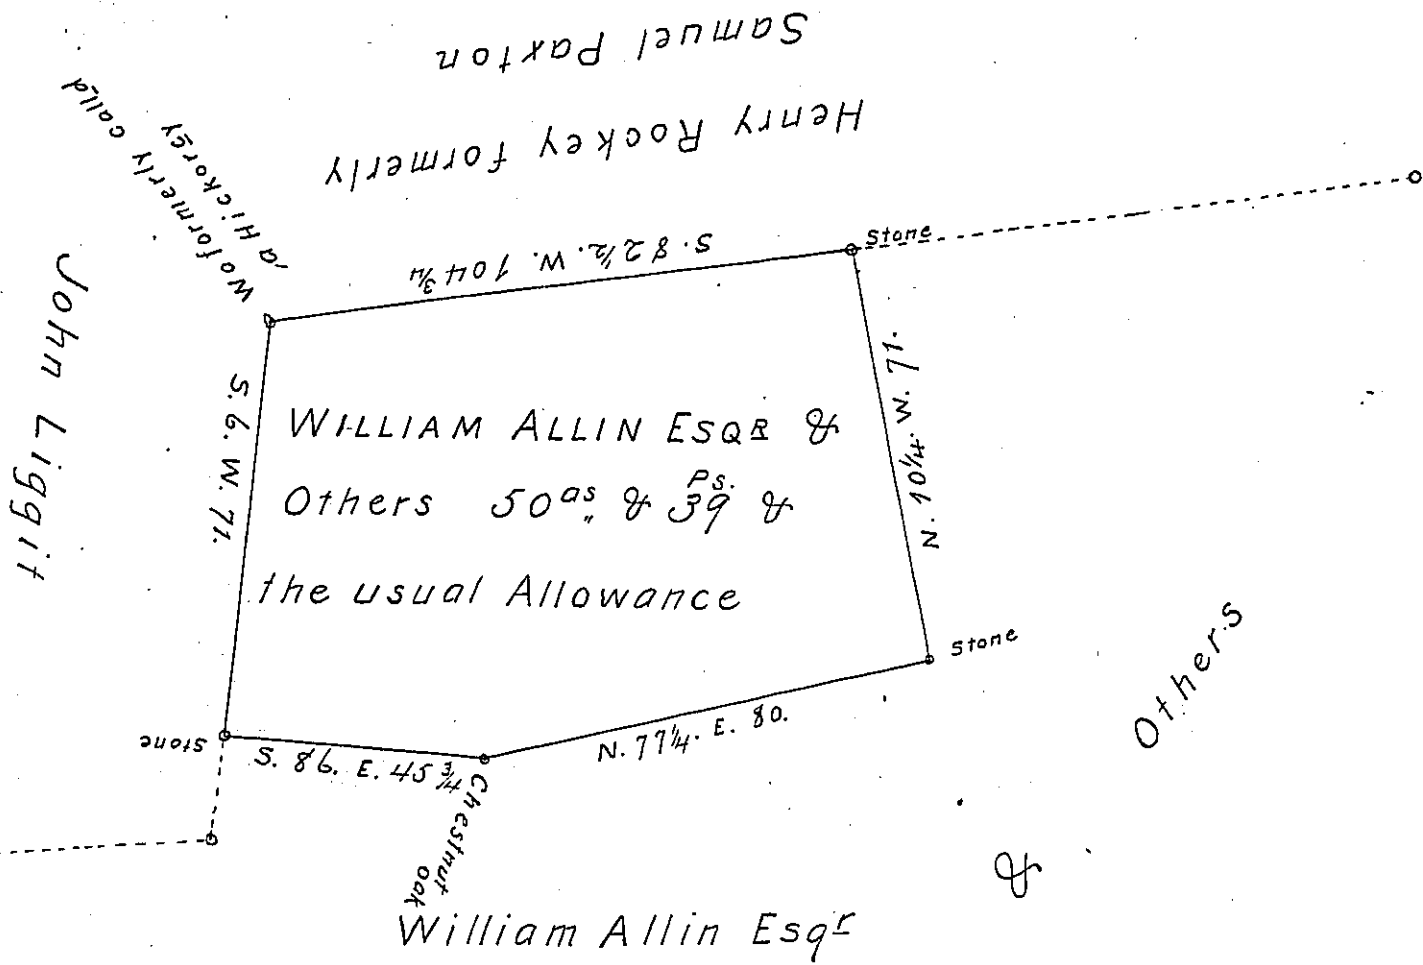 Henry Rockey formerly
Samuel Paxton
Wo formerly calld
a Hickorey
S. 82½. W. 104¾
Stone
John Liggit
S. 6. W. 71.
N. 10¼. W. 71.
WILLIAM ALLIN ESQR &
Others 50as. & 39 Ps. &
the usual Allowance
Stone
Stone
S. 86. E. 45¾
N. 77¼. E. 80.
Chestnut
oak
Others
&
William Allin Esqr